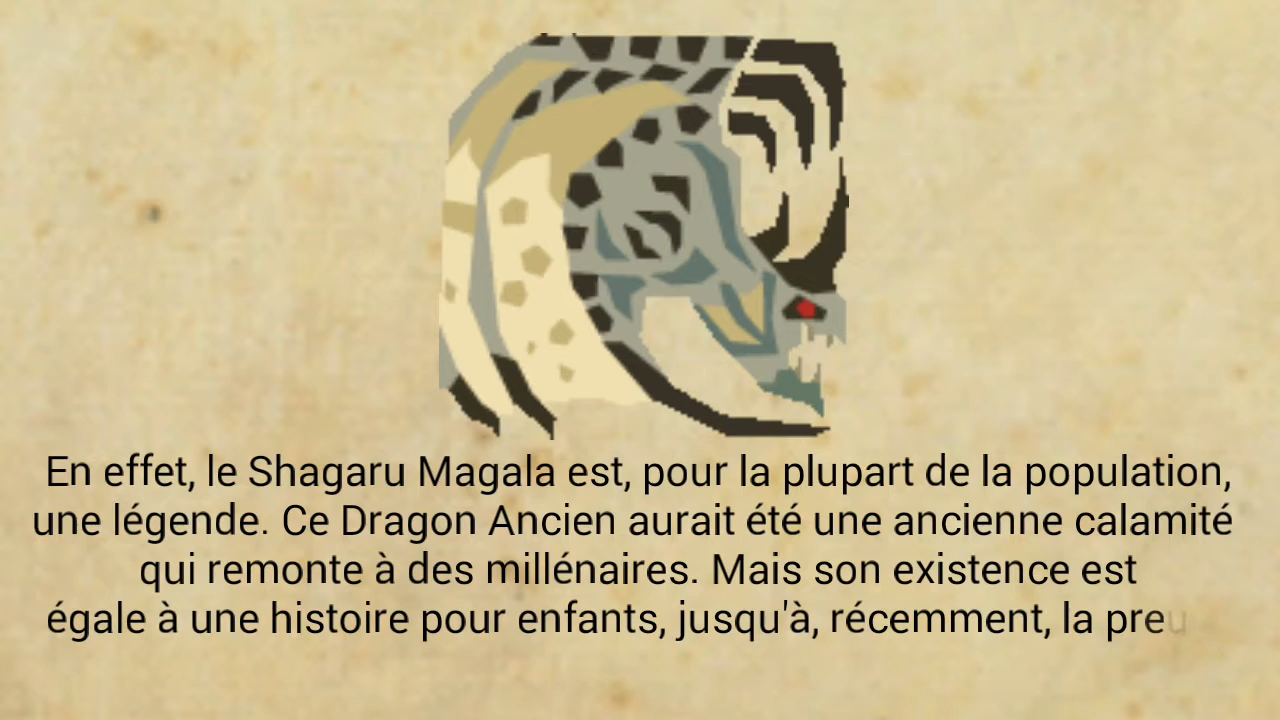 En effet, le Shagaru Magala est, pour la plupart de la population,
une légende. Ce Dragon Ancien aurait été une ancienne calamité
qui remonte à des millénaires. Mais son existence est
égale à une histoire pour enfants, jusqu'à, récemment, la preu